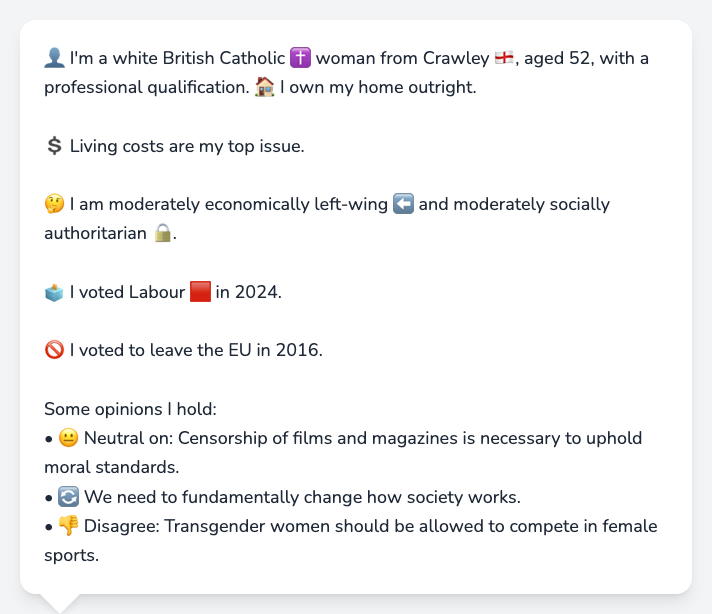 👤 I'm a white British Catholic ✝️ woman from Crawley 🏴󠁧󠁢󠁥󠁮󠁧󠁿, aged 52, with a
professional qualification. 🏠 I own my home outright.
💲 Living costs are my top issue.
🤔 I am moderately economically left-wing ⬅️ and moderately socially
authoritarian 🔒.
🗳️ I voted Labour 🟥 in 2024.
🚫 I voted to leave the EU in 2016.
Some opinions I hold:
• 😐 Neutral on: Censorship of films and magazines is necessary to uphold
moral standards.
• 🔄 We need to fundamentally change how society works.
• 👎 Disagree: Transgender women should be allowed to compete in female
sports.